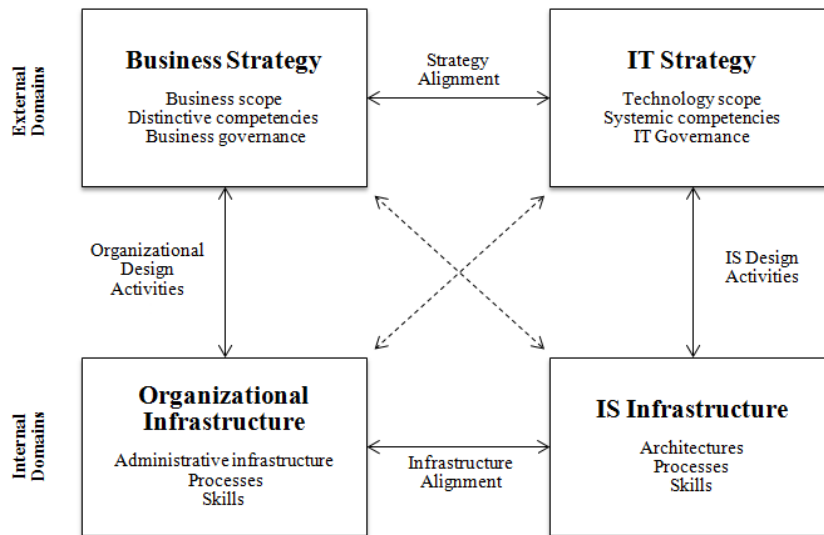 External
Domains
Business Strategy
Business scope
Distinctive competencies
Business governance
Strategy
Alignment
IT Strategy
Technology scope
Systemic competencies
IT Governance
Organizational
Design
Activities
IS Design
Activities
Internal
Domains
Organizational
Infrastructure
Administrative infrastructure
Processes
Skills
Infrastructure
Alignment
IS Infrastructure
Architectures
Processes
Skills